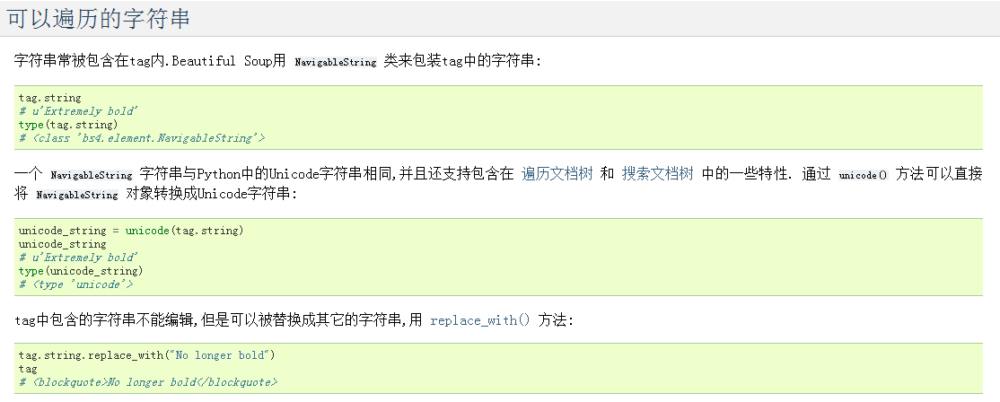 可以遍历的字符串
字符串常被包含在tag内.Beautiful Soup用 NavigableString 类来包装tag中的字符串:
tag.string
# u'Extremely bold'
type(tag.string)
# <class 'bs4.element.NavigableString'>
一个 NavigableString 字符串与Python中的Unicode字符串相同,并且还支持包含在 遍历文档树 和 搜索文档树 中的一些特性. 通过 unicode() 方法可以直接
将 NavigableString 对象转换成Unicode字符串:
unicode_string = unicode(tag.string)
unicode_string
# u'Extremely bold'
type(unicode_string)
# <type 'unicode'>
tag中包含的字符串不能编辑,但是可以被替换成其它的字符串,用 replace_with() 方法:
tag.string.replace_with("No longer bold")
tag
# <blockquote>No longer bold</blockquote>